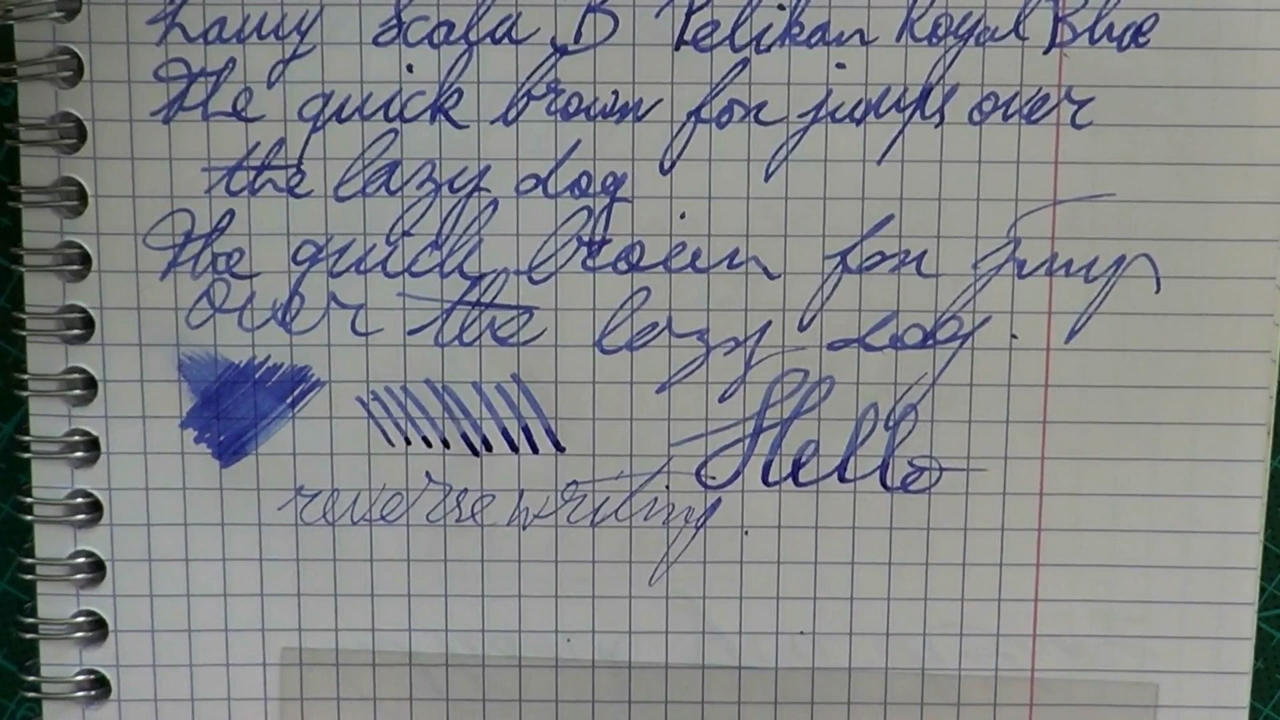 Lamy Scala B Pelikan Royal Blue
The quick brown fox jumps over
the lazy dog
The quick brown fox jump
over the lazy dog.
Hello
reverse writing.